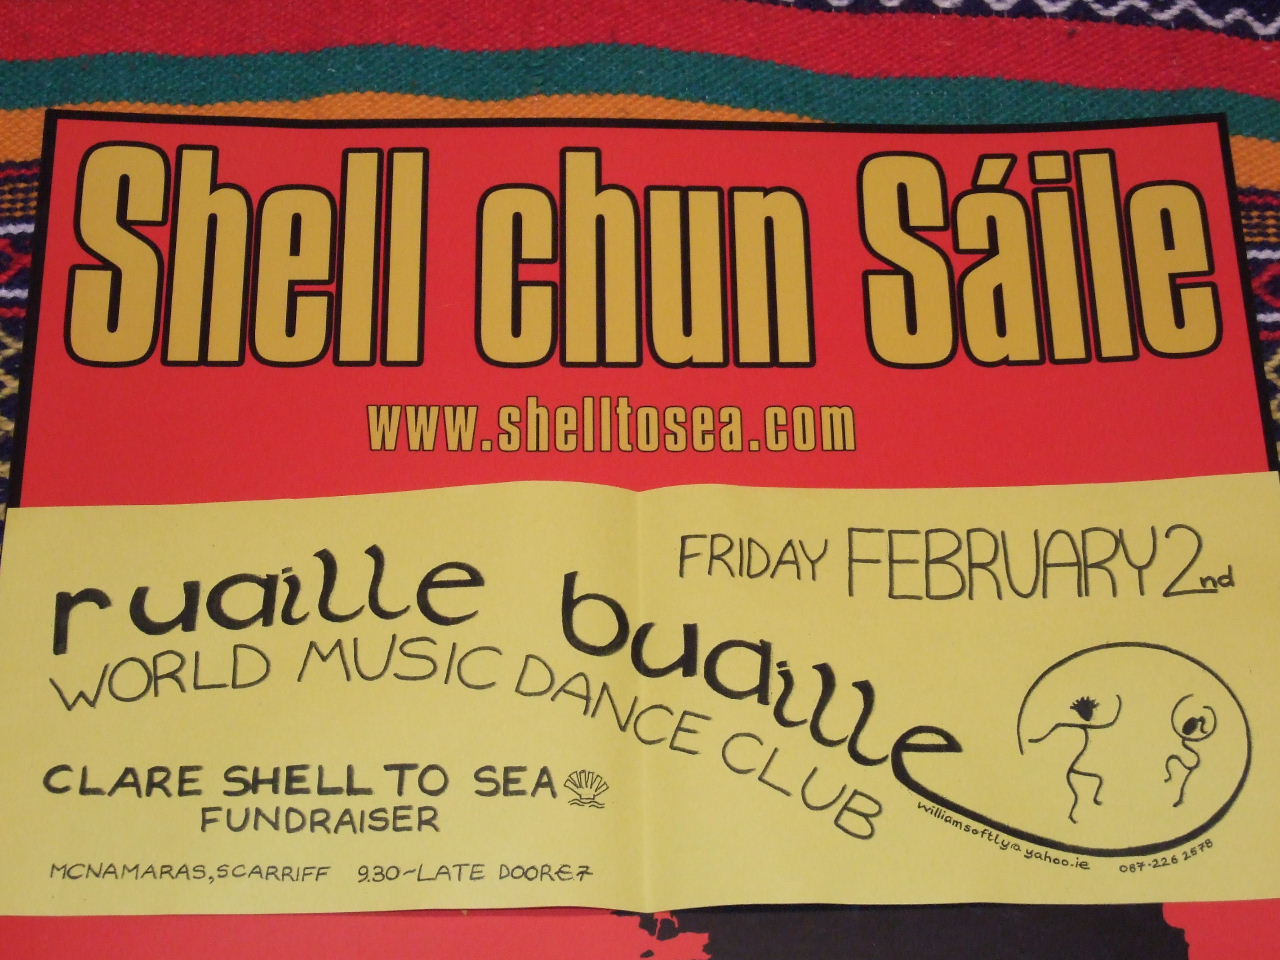 Shell chun Sáile
www.shelltosea.com
FRIDAY FEBRUARY 2nd
ruaille buaille
WORLD MUSIC DANCE CLUB
CLARE SHELL TO SEA
FUNDRAISER
MCNAMARAS, SCARRIFF 9.30~LATE DOOR €7
williamsoftly@yahoo.ie 087-226 2578